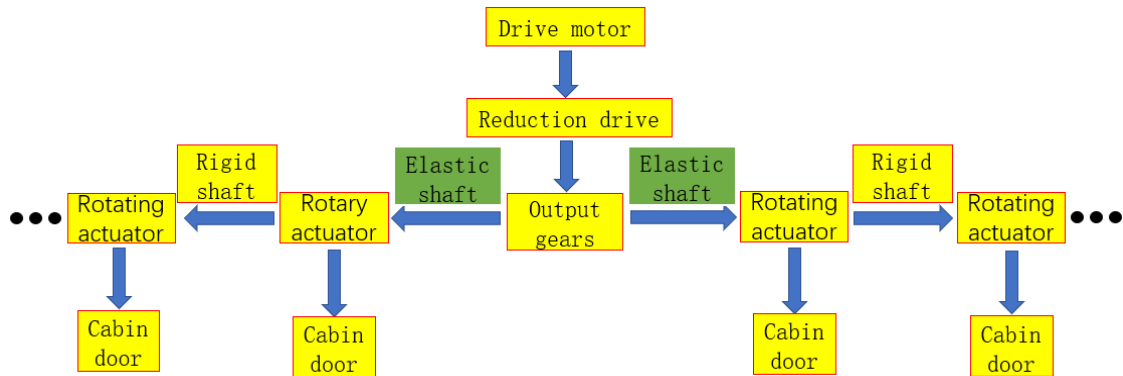 Drive motor
Reduction drive
Rigid
shaft
Elastic
shaft
Elastic
shaft
Rigid
shaft
Rotating
actuator
Rotary
actuator
Output
gears
Rotating
actuator
Rotating
actuator
Cabin
door
Cabin
door
Cabin
door
Cabin
door